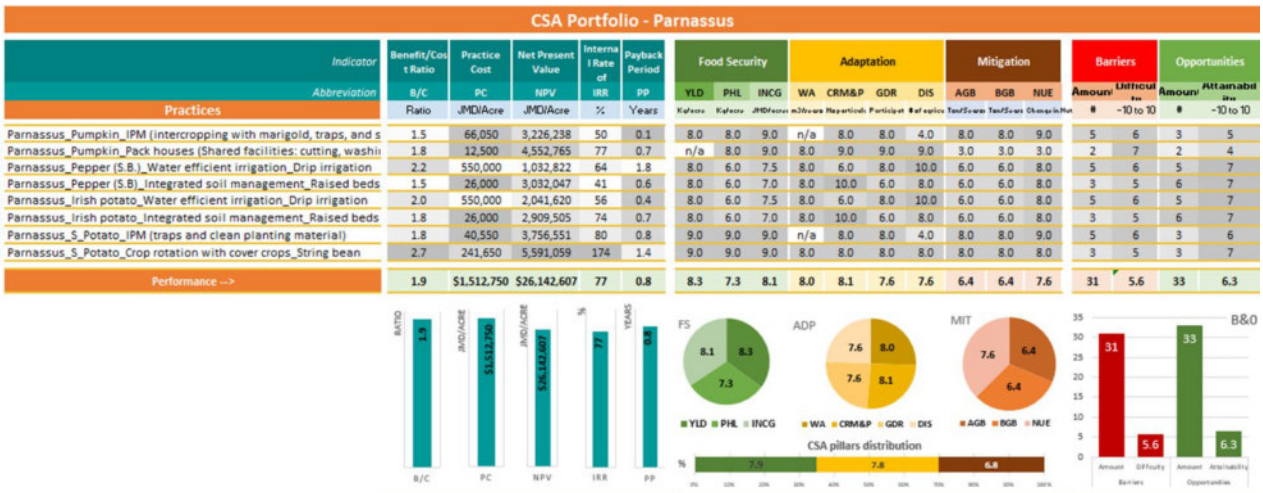 CSA Portfolio - Parnassus
Indicator Benefit/Cos t Ratio Practice Cost Net Present Value Interna l Rate of Payback Period Food Security Adaptation Mitigation Barriers Opportunities
Abbreviation B/C PC NPV IRR PP YLD PHL INCG WA CRM&P GDR DIS AGB BGB NUE Amount Amount
Practices Ratio JMD/Acre JMD/Acre % Years # −10 to 10 # −10 to 10
Parnassus_Pumpkin_IPM (intercropping with marigold, traps, and s 1.5 66,050 3,226,238 50 0.1 8.0 8.0 9.0 n/a 8.0 8.0 4.0 8.0 8.0 9.0 5 6 3 5
Parnassus_Pumpkin_Pack houses (Shared facilities: cutting, washi 1.8 12,500 4,552,765 77 0.7 n/a 8.0 9.0 8.0 9.0 9.0 9.0 3.0 3.0 3.0 2 7 2 4
Parnassus_Pepper (S.B.)_Water efficient irrigation_Drip irrigation 2.2 550,000 1,032,822 64 1.8 8.0 6.0 7.5 8.0 6.0 8.0 10.0 6.0 6.0 8.0 5 6 5 7
Parnassus_Pepper (S.B)_Integrated soil management_Raised beds 1.5 26,000 3,032,047 41 0.6 8.0 6.0 7.0 8.0 10.0 6.0 8.0 6.0 6.0 8.0 3 5 6 7
Parnassus_Irish potato_Water efficient irrigation_Drip irrigation 2.0 550,000 2,041,620 56 0.4 8.0 6.0 7.5 8.0 6.0 8.0 10.0 6.0 6.0 8.0 5 6 5 7
Parnassus_Irish potato_Integrated soil management_Raised beds 1.8 26,000 2,909,505 74 0.7 8.0 6.0 7.0 8.0 10.0 6.0 8.0 6.0 6.0 8.0 3 5 6 7
Parnassus_S_Potato_IPM (traps and clean planting material) 1.8 40,550 3,756,551 80 0.8 9.0 9.0 9.0 n/a 8.0 8.0 4.0 8.0 8.0 9.0 5 6 3 6
Parnassus_S_Potato_Crop rotation with cover crops_String bean 2.7 241,650 5,591,059 174 1.4 9.0 9.0 9.0 8.0 8.0 8.0 8.0 8.0 8.0 8.0 3 5 3 7
Performance --> 1.9 $1,512,750 $26,142,607 77 0.8 8.3 7.3 8.1 8.0 8.1 7.6 7.6 6.4 6.4 7.6 31 5.6 33 6.3
RATIO
1.9
B/C
JMD/ACRE
$1,512,750
PC
JMD/ACRE
$26,142,607
NPV
%
77
IRR
YEARS
0.8
PP
FS
8.1 8.3
7.3
YLD PHL INCG
ADP
7.6 8.0
7.6 8.1
WA CRM&P GDR DIS
MIT
7.6 6.4
6.4
AGB BGB NUE
CSA pillars distribution
% 7.9 7.8 6.8
0% 10% 20% 30% 40% 50% 60% 70% 80% 90% 100%
B&O
35
30
25
20
15
10
5
0
31 5.6 33 6.3
Amount Difficulty Amount Attainability
Barriers Opportunities